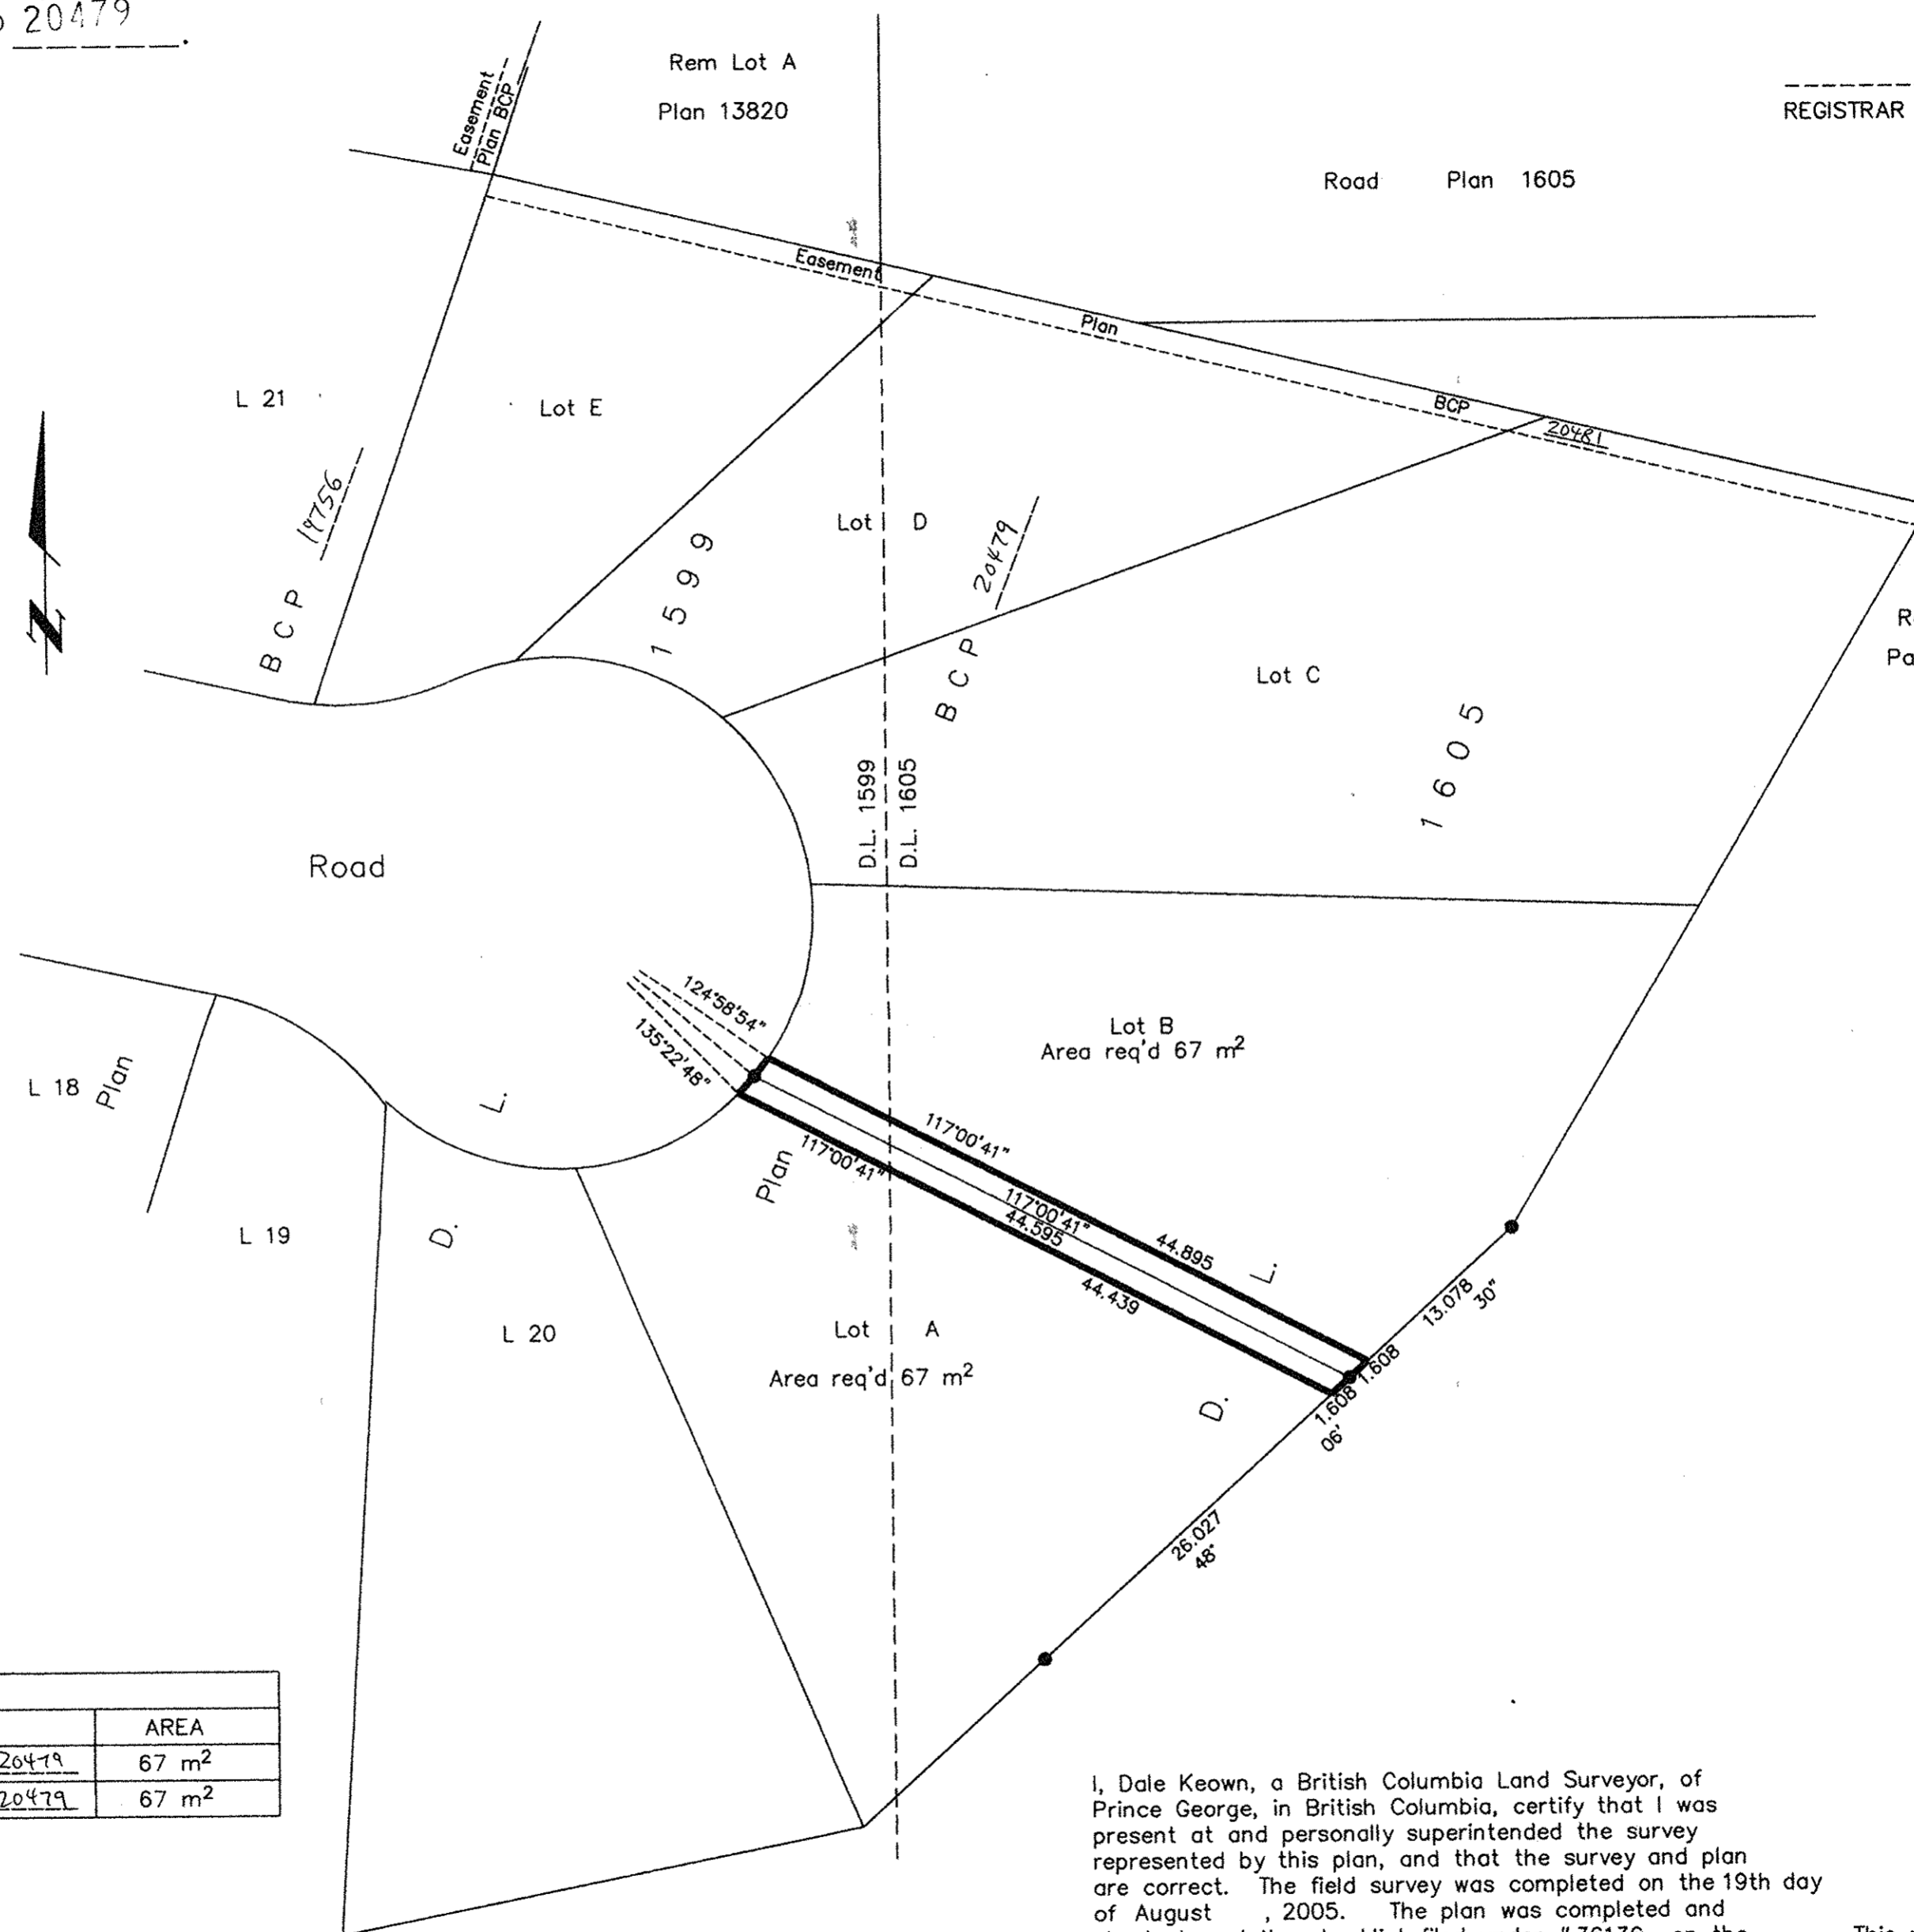 20479
Rem Lot A
Plan 13820
REGISTRAR
Road Plan 1605
Easement
Plan BCP
Easement Plan BCP 20481
L 21
Lot E
Lot D
Lot C
BCP
1599
BCP 20479
1605
D.L. 1599
D.L. 1605
Road
N
124°58'54"
135°22'48"
Lot B
Area req'd 67 m²
L 18
Plan
D. L.
Plan
117°00'41"
44.895
117°00'41"
44.595
117°00'41"
44.439
D. L.
13.078
1.608
1.608
26.027
48° 06' 30"
L 19
L 20
Lot A
Area req'd 67 m²
AREA
20479 67 m²
20479 67 m²
I, Dale Keown, a British Columbia Land Surveyor, of
Prince George, in British Columbia, certify that I was
present at and personally superintended the survey
represented by this plan, and that the survey and plan
are correct. The field survey was completed on the 19th day
of August , 2005. The plan was completed and